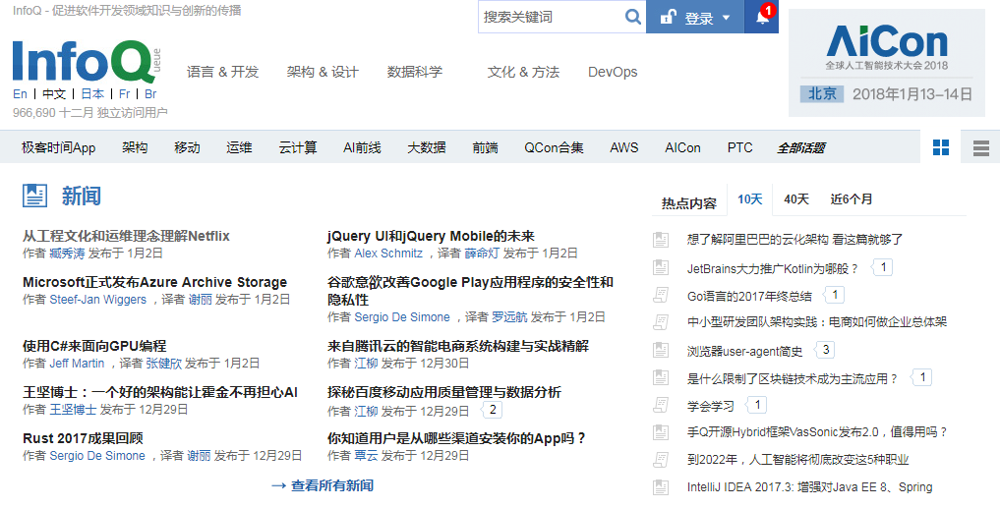 InfoQ - 促进软件开发领域知识与创新的传播
搜索关键词
登录
1
InfoQueue
En | 中文 | 日本 | Fr | Br
966,690 十二月 独立访问用户
语言 & 开发
架构 & 设计
数据科学
文化 & 方法
DevOps
AiCon
全球人工智能技术大会2018
北京 2018年1月13-14日
极客时间App
架构
移动
运维
云计算
AI前线
大数据
前端
QCon合集
AWS
AICon
PTC
全部话题
新闻
从工程文化和运维理念理解Netflix
作者 臧秀涛 发布于 1月2日
jQuery UI和jQuery Mobile的未来
作者 Alex Schmitz ，译者 薛命灯 发布于 1月2日
Microsoft正式发布Azure Archive Storage
作者 Steef-Jan Wiggers ，译者 谢丽 发布于 1月2日
谷歌意欲改善Google Play应用程序的安全性和
隐私性
作者 Sergio De Simone ，译者 罗远航 发布于 1月2日
使用C#来面向GPU编程
作者 Jeff Martin ，译者 张健欣 发布于 1月2日
来自腾讯云的智能电商系统构建与实战精解
作者 江柳 发布于 12月30日
王坚博士：一个好的架构能让霍金不再担心AI
作者 王坚博士 发布于 12月29日
探秘百度移动应用质量管理与数据分析
作者 江柳 发布于 12月29日 2
Rust 2017成果回顾
作者 Sergio De Simone ，译者 谢丽 发布于 12月29日
你知道用户是从哪些渠道安装你的App吗？
作者 覃云 发布于 12月29日
→ 查看所有新闻
热点内容
10天
40天
近6个月
想了解阿里巴巴的云化架构 看这篇就够了
JetBrains大力推广Kotlin为哪般？ 1
Go语言的2017年终总结 1
中小型研发团队架构实践：电商如何做企业总体架
浏览器user-agent简史 3
是什么限制了区块链技术成为主流应用？ 1
学会学习 1
手Q开源Hybrid框架VasSonic发布2.0，值得用吗？
到2022年，人工智能将彻底改变这5种职业
IntelliJ IDEA 2017.3: 增强对Java EE 8、Spring